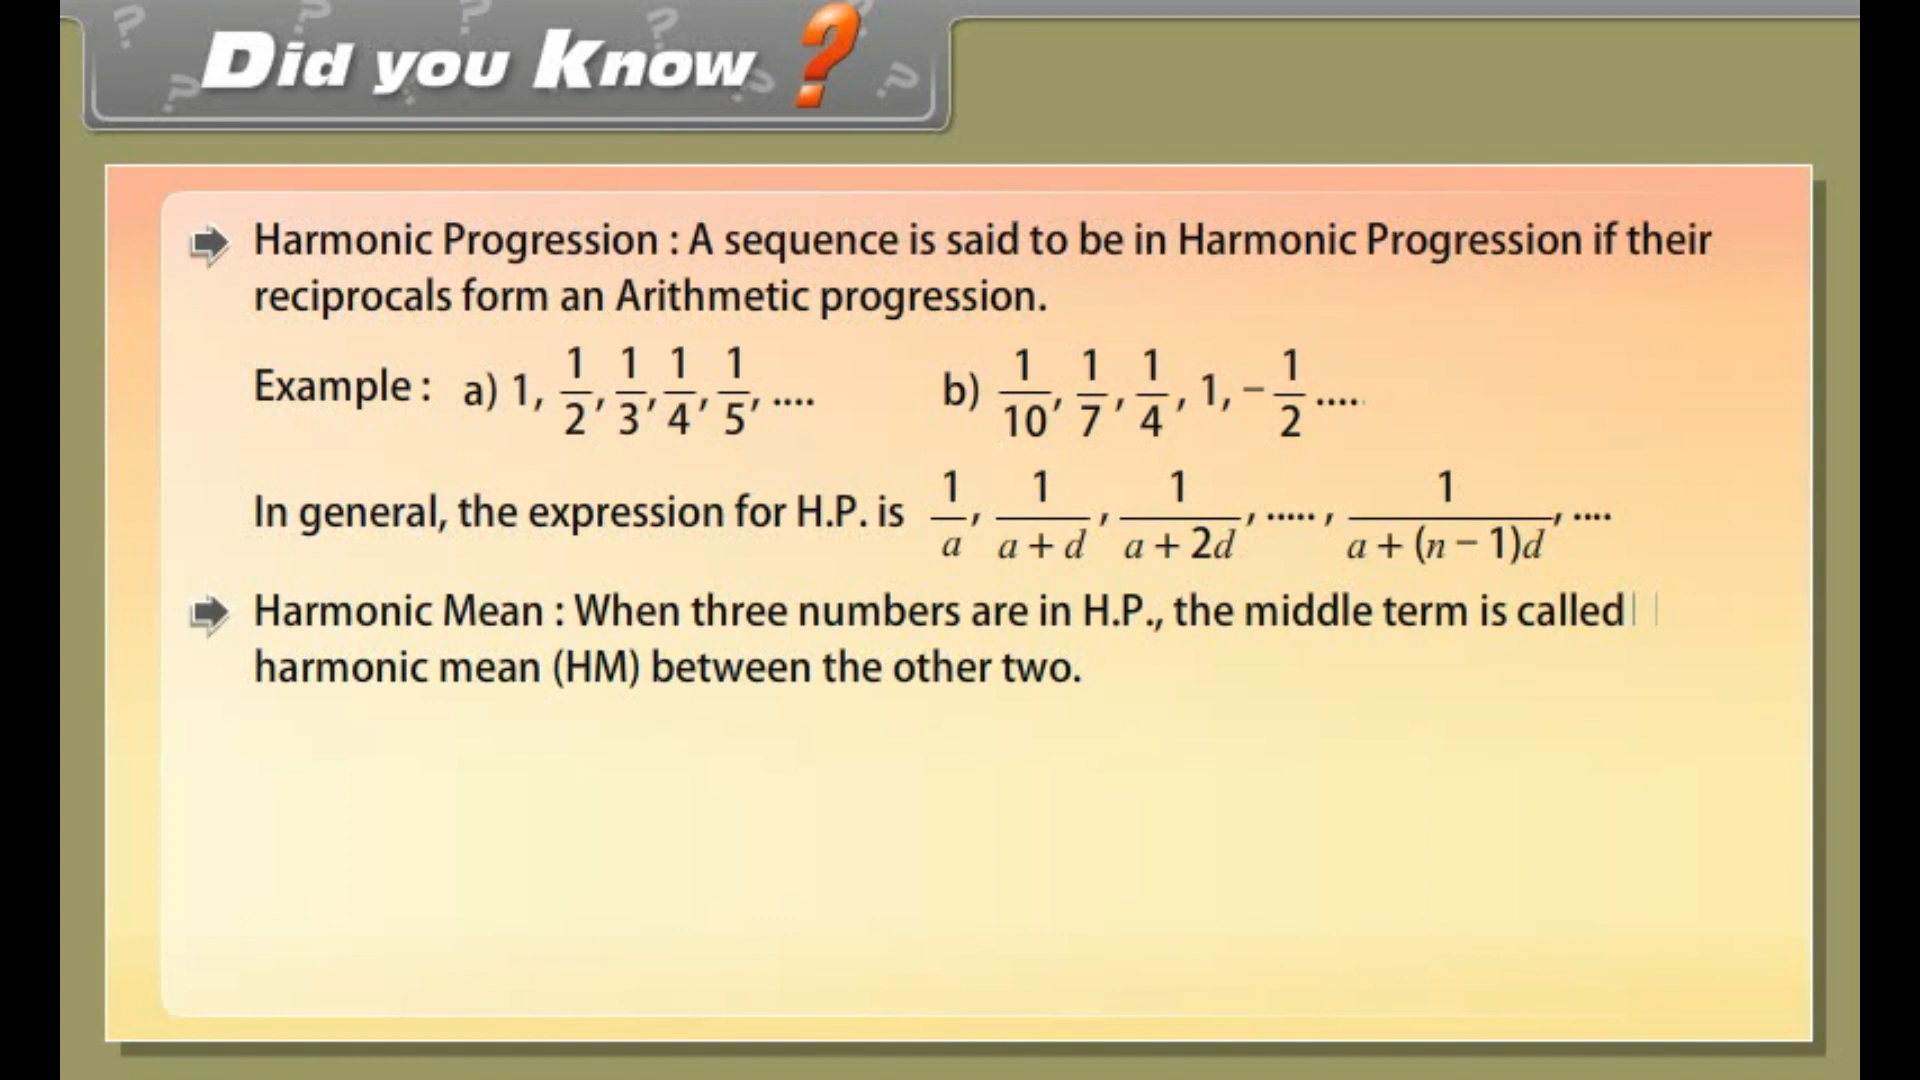 Did you Know ?
Harmonic Progression : A sequence is said to be in Harmonic Progression if their
reciprocals form an Arithmetic progression.
Example : a) 1, 1/2, 1/3, 1/4, 1/5, .... b) 1/10, 1/7, 1/4, 1, -1/2 ....
In general, the expression for H.P. is 1/a, 1/(a + d), 1/(a + 2d), ....., 1/(a + (n − 1)d), ....
Harmonic Mean : When three numbers are in H.P., the middle term is called
harmonic mean (HM) between the other two.